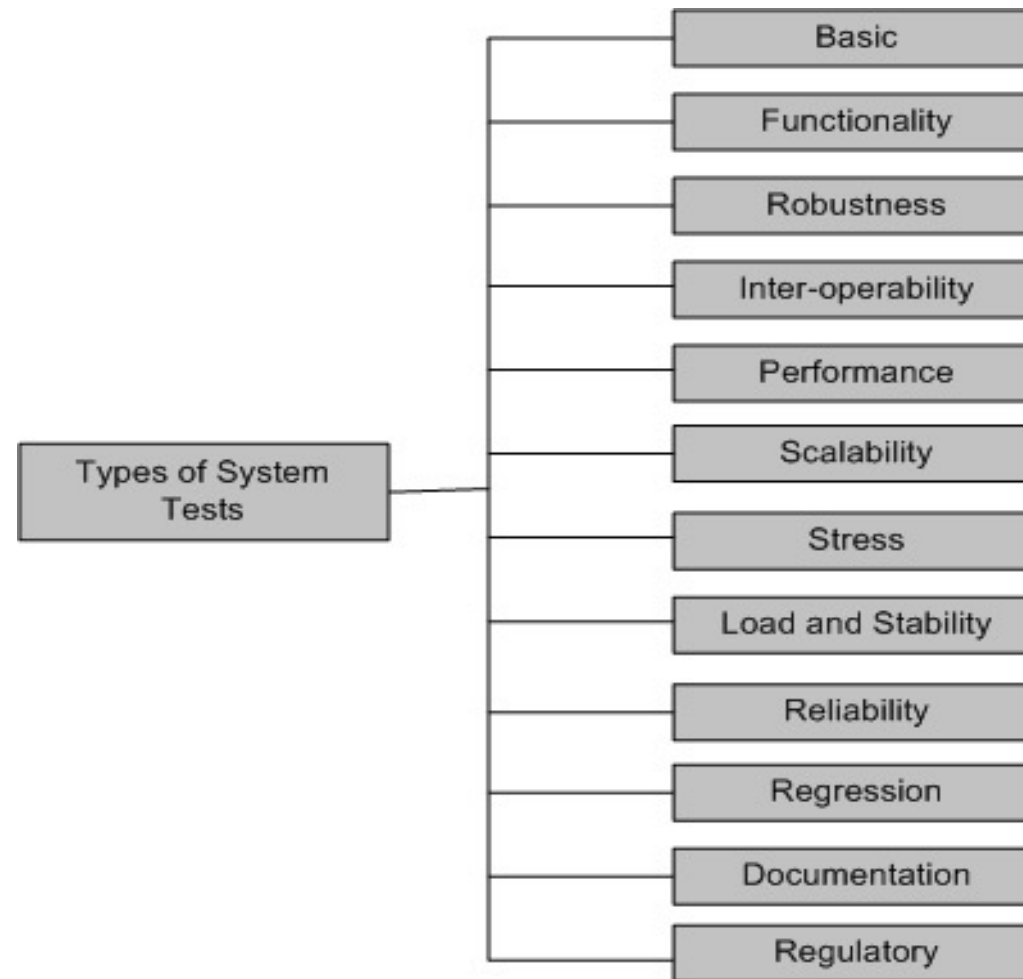 Basic
Functionality
Robustness
Inter-operability
Performance
Scalability
Types of System
Tests
Stress
Load and Stability
Reliability
Regression
Documentation
Regulatory